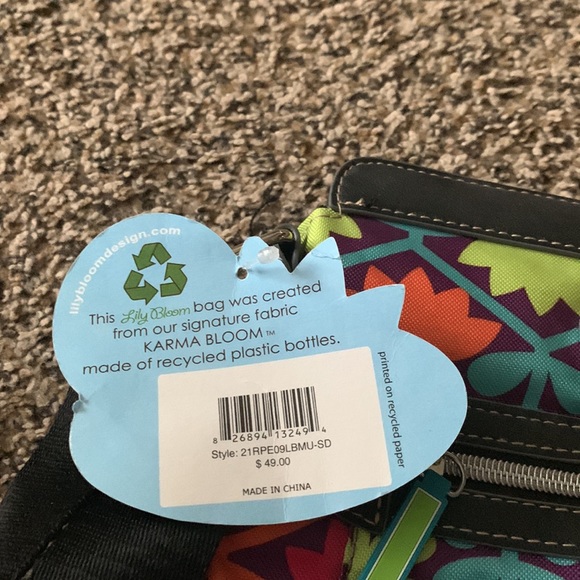 lilybloomdesign.com
This Lily Bloom bag was created
from our signature fabric
KARMA BLOOM™
made of recycled plastic bottles.
printed on recycled paper
8 26894 13249 4
Style: 21RPE09LBMU-SD
$ 49.00
MADE IN CHINA